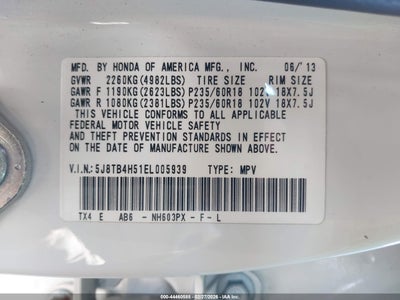 MFD. BY HONDA OF AMERICA MFG., INC. 06/'13
GVWR 2260KG(4982LBS) TIRE SIZE RIM SIZE
GAWR F 1190KG(2623LBS) P235/60R18 102V 18X7.5J
GAWR R 1080KG(2381LBS) P235/60R18 102V 18X7.5J
THIS VEHICLE CONFORMS TO ALL APPLICABLE
FEDERAL MOTOR VEHICLE SAFETY
AND THEFT PREVENTION STANDARDS IN EFFECT
ON THE DATE OF MANUFACTURE SHOWN ABOVE.
V.I.N.: 5J8TB4H51EL005939 TYPE: MPV
TX4 E AB6 - NH603PX - F - L
000-44460585 - 02/27/2026 - IAA Inc.